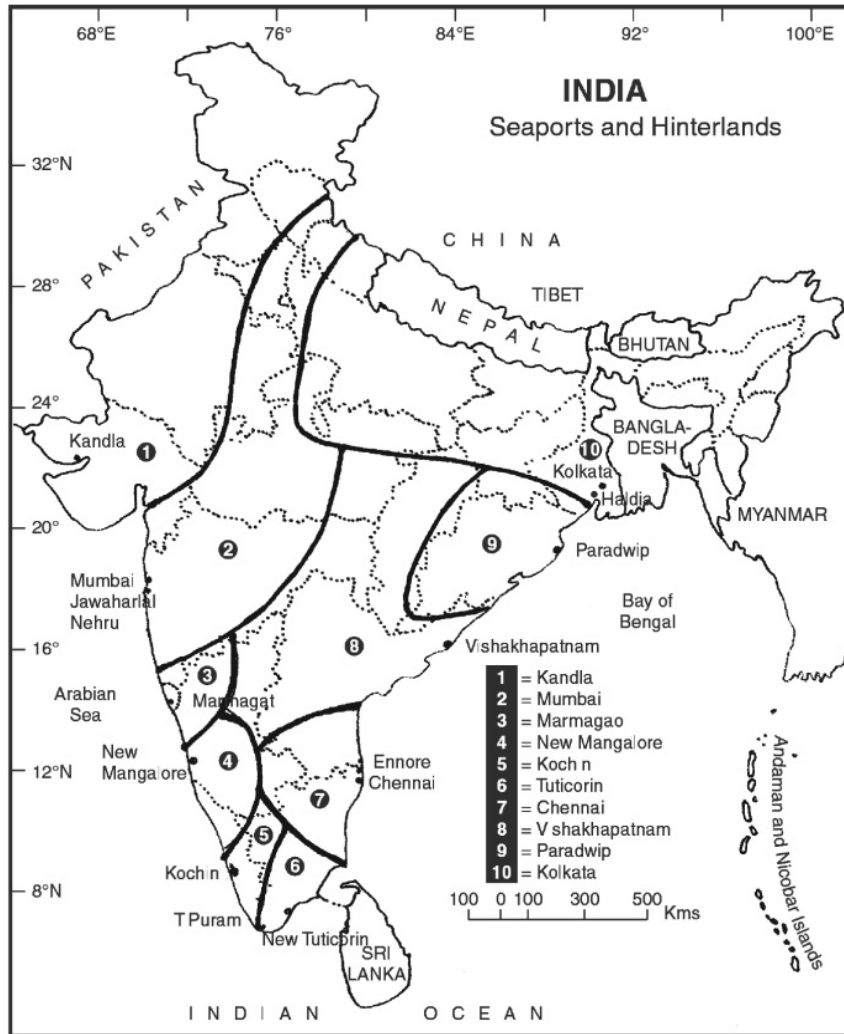 68°E 76° 84°E 92° 100°E
INDIA
Seaports and Hinterlands
32°N
28°N
24°N
20°
16°
12°N
8°N
PAKISTAN
CHINA
TIBET
NEPAL
BHUTAN
BANGLA-
DESH
MYANMAR
Kandla
1
10
Kolkata
Haldia
2
9
Paradwip
Mumbai
Jawaharlal
Nehru
Bay of
Bengal
8
Vishakhapatnam
3
Marmagat
Arabian
Sea
New
Mangalore
4
Ennore
Chennai
7
5
6
Kochin
T Puram
New Tuticorin
SRI
LANKA
1 = Kandla
2 = Mumbai
3 = Marmagao
4 = New Mangalore
5 = Koch n
6 = Tuticorin
7 = Chennai
8 = V shakhapatnam
9 = Paradwip
10 = Kolkata
100 0 100 300 500 Kms
Andaman and Nicobar Islands
INDIAN OCEAN